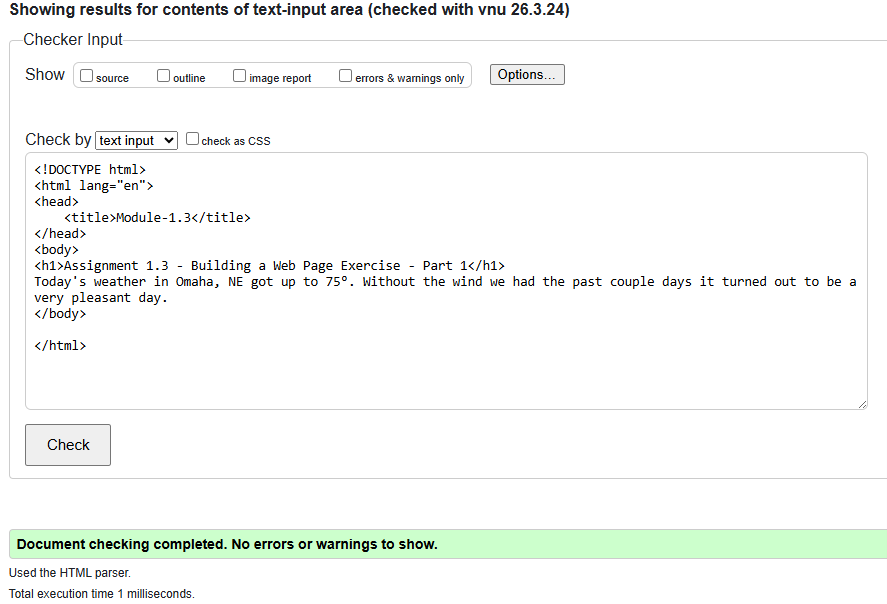 Showing results for contents of text-input area (checked with vnu 26.3.24)
Checker Input
Show source outline image report errors & warnings only Options...
Check by text input check as CSS
<!DOCTYPE html>
<html lang="en">
<head>
    <title>Module-1.3</title>
</head>
<body>
<h1>Assignment 1.3 - Building a Web Page Exercise - Part 1</h1>
Today's weather in Omaha, NE got up to 75°. Without the wind we had the past couple days it turned out to be a
very pleasant day.
</body>
</html>
Check
Document checking completed. No errors or warnings to show.
Used the HTML parser.
Total execution time 1 milliseconds.